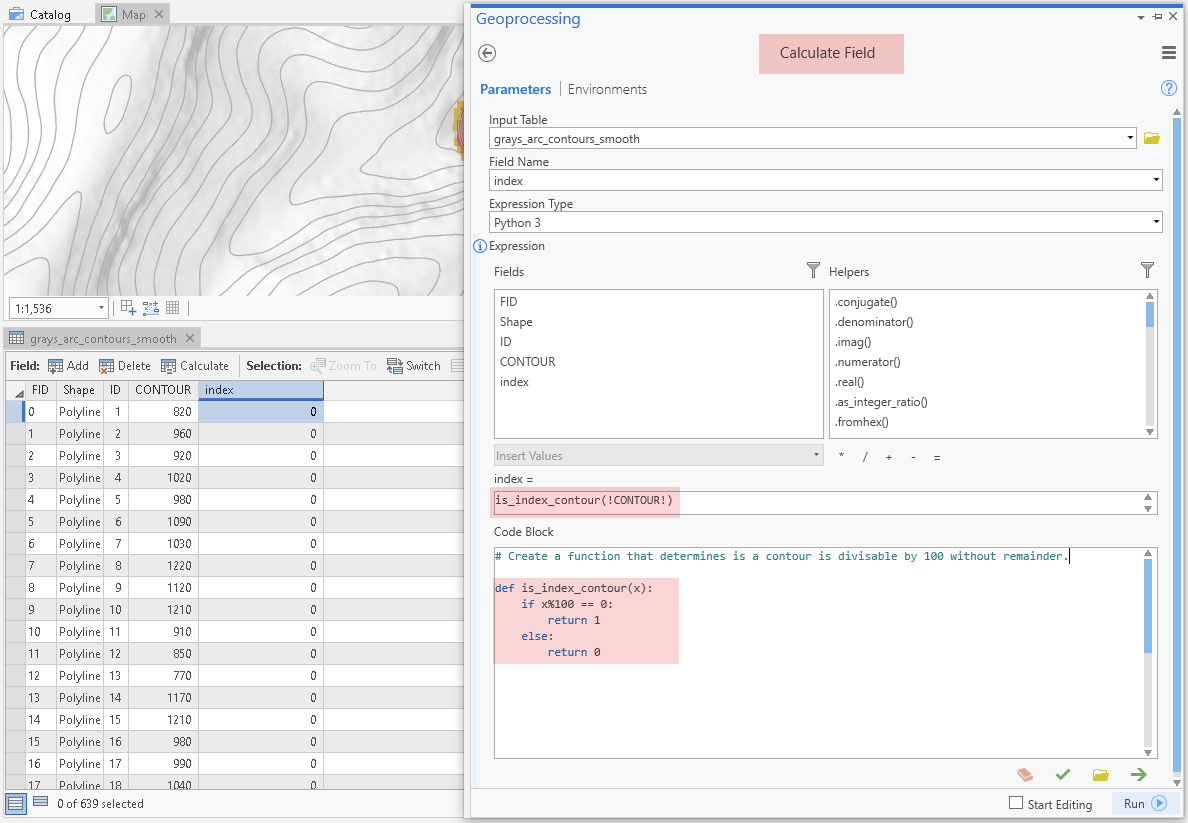 Catalog
Map
1:1,536
grays_arc_contours_smooth
Field: Add Delete Calculate Selection: Zoom To Switch
FID Shape ID CONTOUR index
0 Polyline 1 820 0
1 Polyline 2 960 0
2 Polyline 3 920 0
3 Polyline 4 1020 0
4 Polyline 5 980 0
5 Polyline 6 1090 0
6 Polyline 7 1030 0
7 Polyline 8 1220 0
8 Polyline 9 1120 0
9 Polyline 10 1210 0
10 Polyline 11 910 0
11 Polyline 12 850 0
12 Polyline 13 770 0
13 Polyline 14 1170 0
14 Polyline 15 1210 0
15 Polyline 16 980 0
16 Polyline 17 990 0
17 Polyline 18 1040 0
0 of 639 selected
Geoprocessing
Calculate Field
Parameters Environments
Input Table
grays_arc_contours_smooth
Field Name
index
Expression Type
Python 3
Expression
Fields
FID
Shape
ID
CONTOUR
index
Helpers
.conjugate()
.denominator()
.imag()
.numerator()
.real()
.as_integer_ratio()
.fromhex()
Insert Values
* / + - =
index =
is_index_contour(!CONTOUR!)
Code Block
# Create a function that determines is a contour is divisable by 100 without remainder.
def is_index_contour(x):
if x%100 == 0:
return 1
else:
return 0
Start Editing
Run